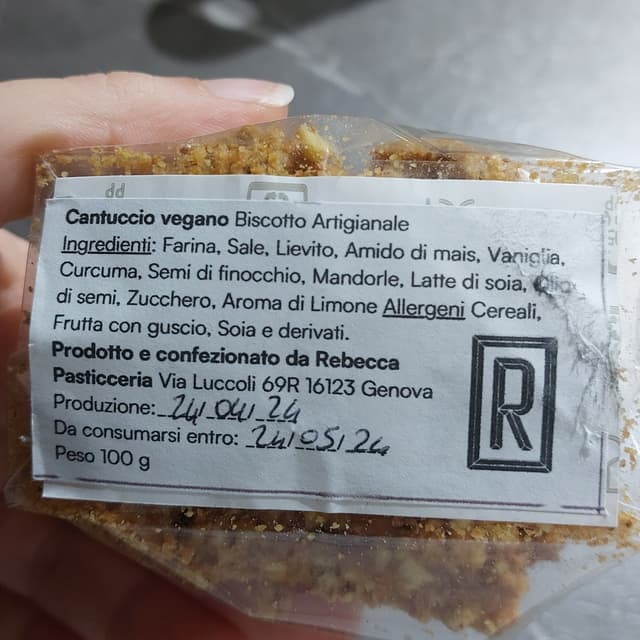 Cantuccio vegano Biscotto Artigianale
Ingredienti: Farina, Sale, Lievito, Amido di mais, Vaniglia,
Curcuma, Semi di finocchio, Mandorle, Latte di soia, Olio
di semi, Zucchero, Aroma di Limone Allergeni Cereali,
Frutta con guscio, Soia e derivati.
Prodotto e confezionato da Rebecca
Pasticceria Via Luccoli 69R 16123 Genova
Produzione: 24/04/24
Da consumarsi entro: 24/05/24
Peso 100 g
R